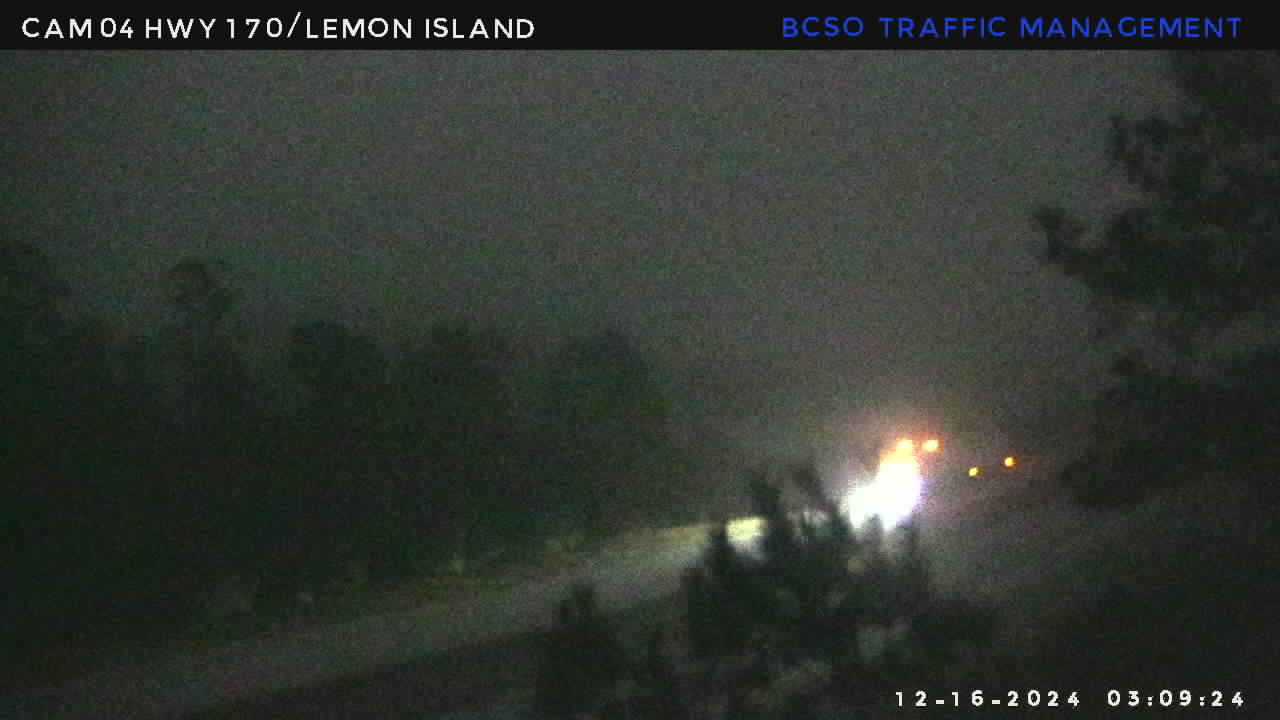 CAM04 HWY 170/LEMON ISLAND
BCSO TRAFFIC MANAGEMENT
12-16-2024 03:09:24